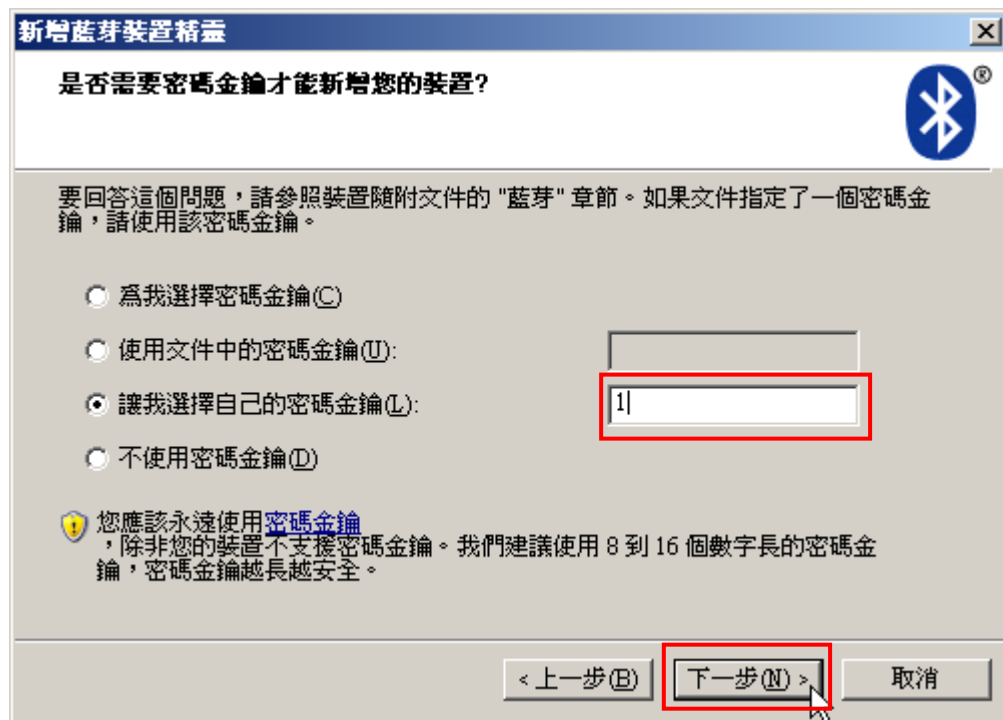 新增藍芽裝置精靈
是否需要密碼金鑰才能新增您的裝置?
®
要回答這個問題，請參照裝置隨附文件的 "藍芽" 章節。如果文件指定了一個密碼金
鑰，請使用該密碼金鑰。
為我選擇密碼金鑰(C)
使用文件中的密碼金鑰(U):
讓我選擇自己的密碼金鑰(L):
1
不使用密碼金鑰(D)
您應該永遠使用密碼金鑰
，除非您的裝置不支援密碼金鑰。我們建議使用 8 到 16 個數字長的密碼金
鑰，密碼金鑰越長越安全。
< 上一步(B) 下一步(N) > 取消